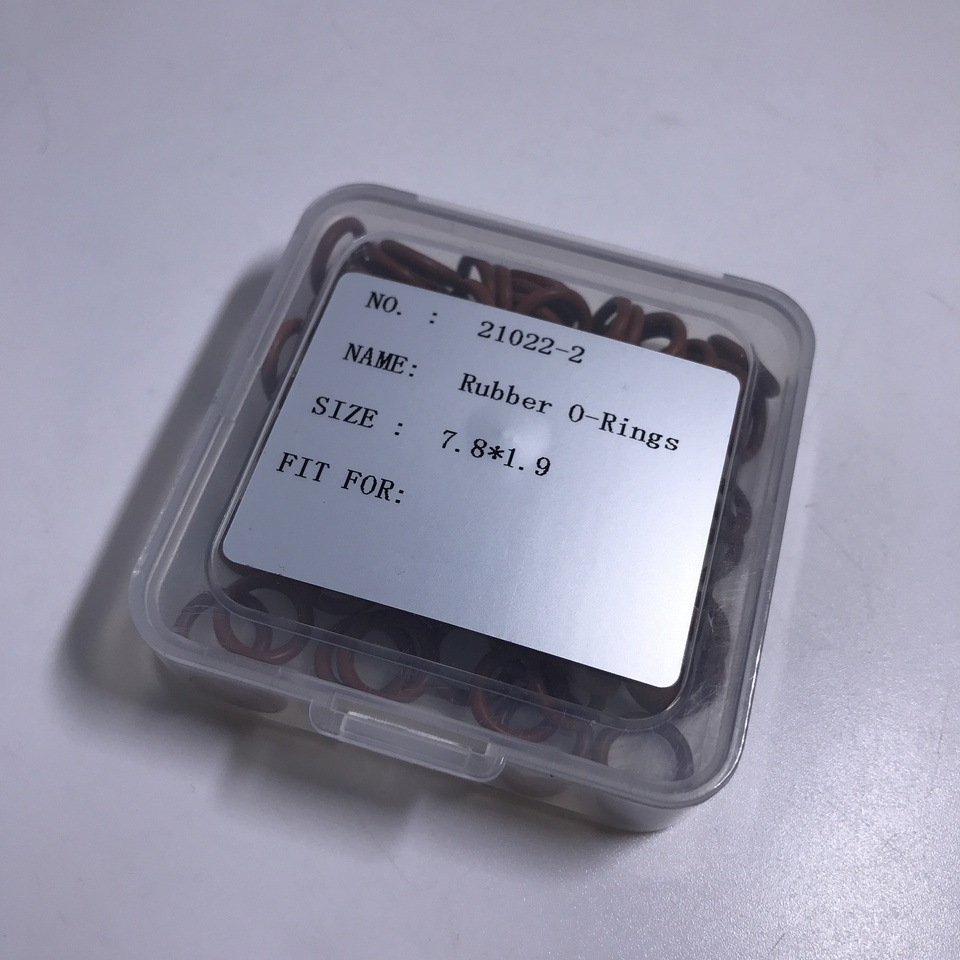 NO. : 21022-2
NAME: Rubber O-Rings
SIZE : 7.8*1.9
FIT FOR: